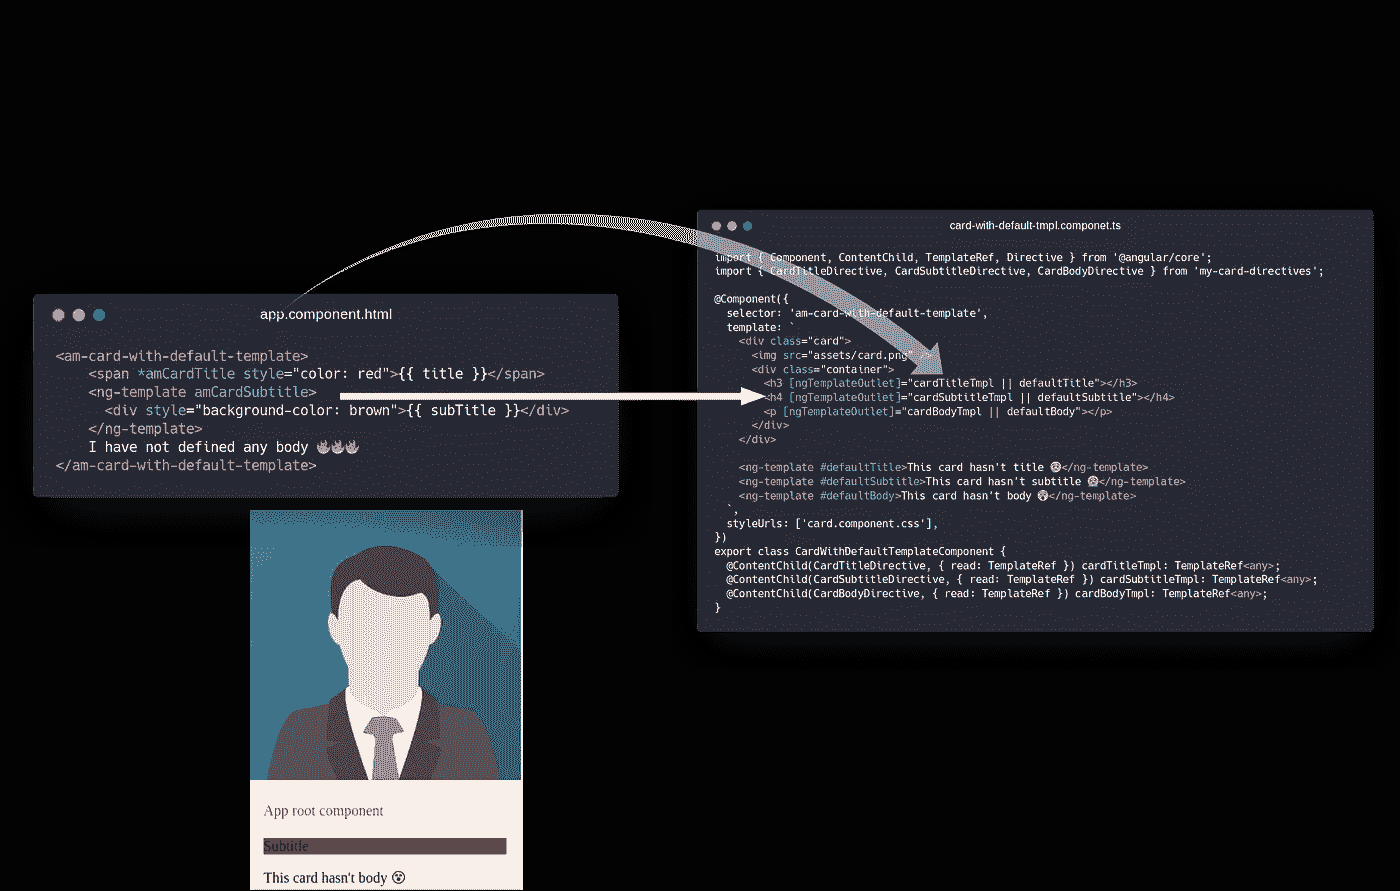 app.component.html
<am-card-with-default-template>
    <span *amCardTitle style="color: red">{{ title }}</span>
    <ng-template amCardSubtitle>
      <div style="background-color: brown">{{ subTitle }}</div>
    </ng-template>
    I have not defined any body 🔥🔥🔥
</am-card-with-default-template>
card-with-default-tmpl.componet.ts
import { Component, ContentChild, TemplateRef, Directive } from '@angular/core';
import { CardTitleDirective, CardSubtitleDirective, CardBodyDirective } from 'my-card-directives';
@Component({
  selector: 'am-card-with-default-template',
  template: `
    <div class="card">
      <img src="assets/card.png" />
      <div class="container">
        <h3 [ngTemplateOutlet]="cardTitleTmpl || defaultTitle"></h3>
        <h4 [ngTemplateOutlet]="cardSubtitleTmpl || defaultSubtitle"></h4>
        <p [ngTemplateOutlet]="cardBodyTmpl || defaultBody"></p>
      </div>
    </div>
    <ng-template #defaultTitle>This card hasn't title 😨</ng-template>
    <ng-template #defaultSubtitle>This card hasn't subtitle 😨</ng-template>
    <ng-template #defaultBody>This card hasn't body 😵</ng-template>
  `,
  styleUrls: ['card.component.css'],
})
export class CardWithDefaultTemplateComponent {
  @ContentChild(CardTitleDirective, { read: TemplateRef }) cardTitleTmpl: TemplateRef<any>;
  @ContentChild(CardSubtitleDirective, { read: TemplateRef }) cardSubtitleTmpl: TemplateRef<any>;
  @ContentChild(CardBodyDirective, { read: TemplateRef }) cardBodyTmpl: TemplateRef<any>;
}
App root component
Subtitle
This card hasn't body 😵